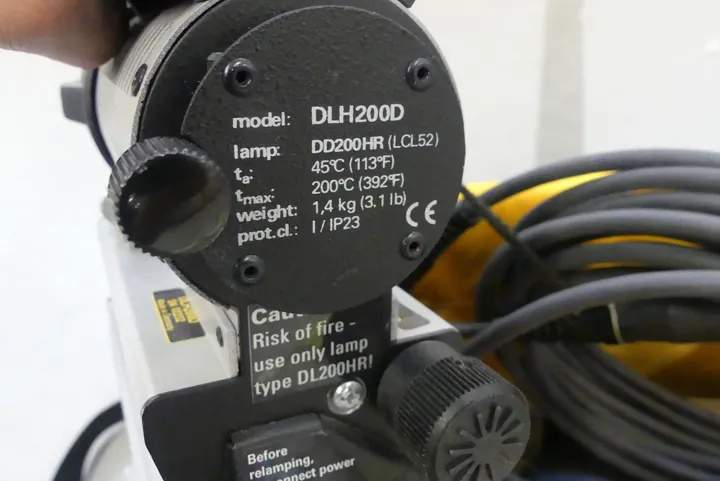 model: DLH200D
lamp: DD200HR (LCL52)
ta: 45°C (113°F)
tmax: 200°C (392°F)
weight: 1,4 kg (3.1 lb)
prot.cl.: I / IP23
CE
Risk of fire -
use only lamp
type DL200HR!
Before
relamping,
power